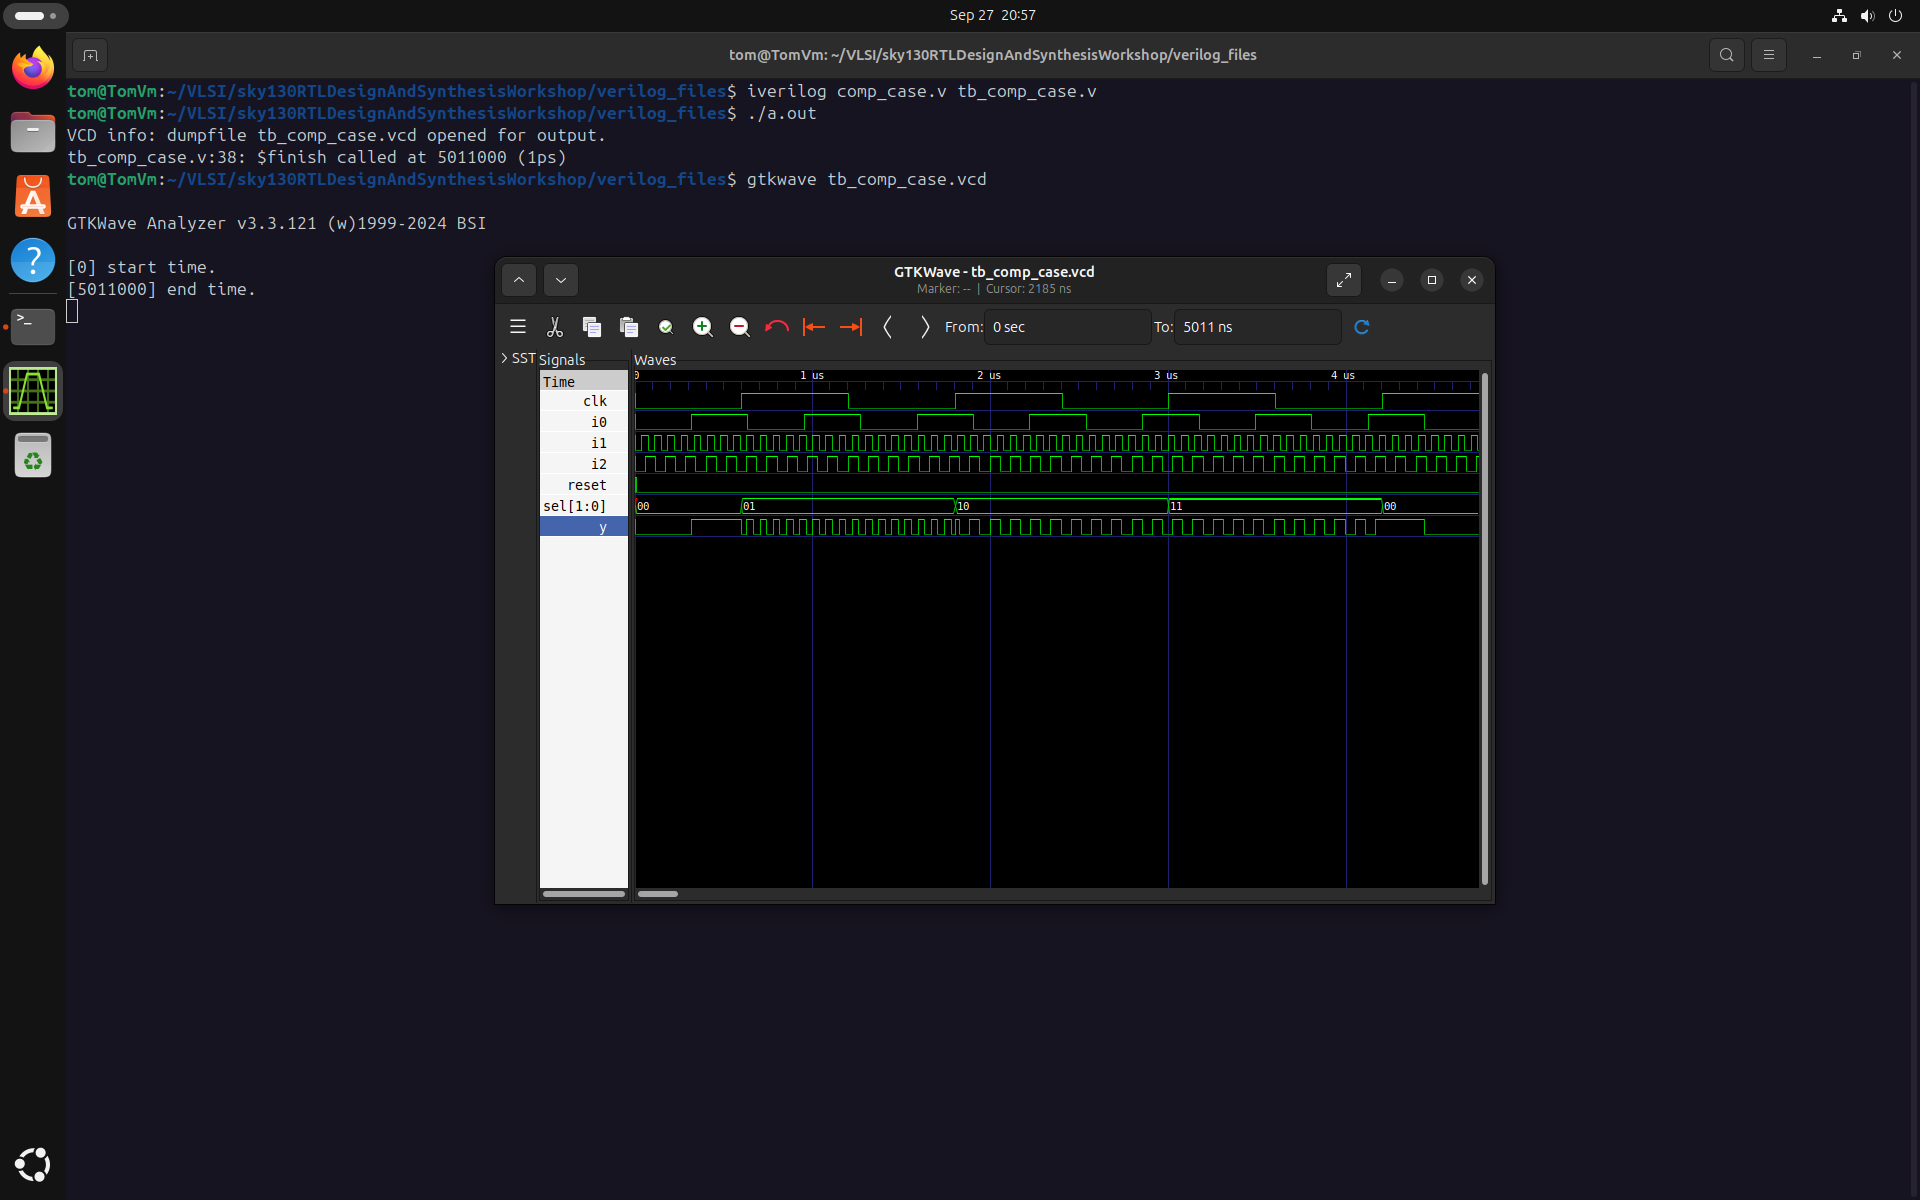 Sep 27 20:57
tom@TomVm: ~/VLSI/sky130RTLDesignAndSynthesisWorkshop/verilog_files
tom@TomVm:~/VLSI/sky130RTLDesignAndSynthesisWorkshop/verilog_files$ iverilog comp_case.v tb_comp_case.v
tom@TomVm:~/VLSI/sky130RTLDesignAndSynthesisWorkshop/verilog_files$ ./a.out
VCD info: dumpfile tb_comp_case.vcd opened for output.
tb_comp_case.v:38: $finish called at 5011000 (1ps)
tom@TomVm:~/VLSI/sky130RTLDesignAndSynthesisWorkshop/verilog_files$ gtkwave tb_comp_case.vcd
GTKWave Analyzer v3.3.121 (w)1999-2024 BSI
[0] start time.
[5011000] end time.
GTKWave - tb_comp_case.vcd
Marker: -- | Cursor: 2185 ns
From: 0 sec To: 5011 ns
SST Signals Waves
Time 0 1 us 2 us 3 us 4 us
clk
i0
i1
i2
reset
sel[1:0] 00 01 10 11 00
y